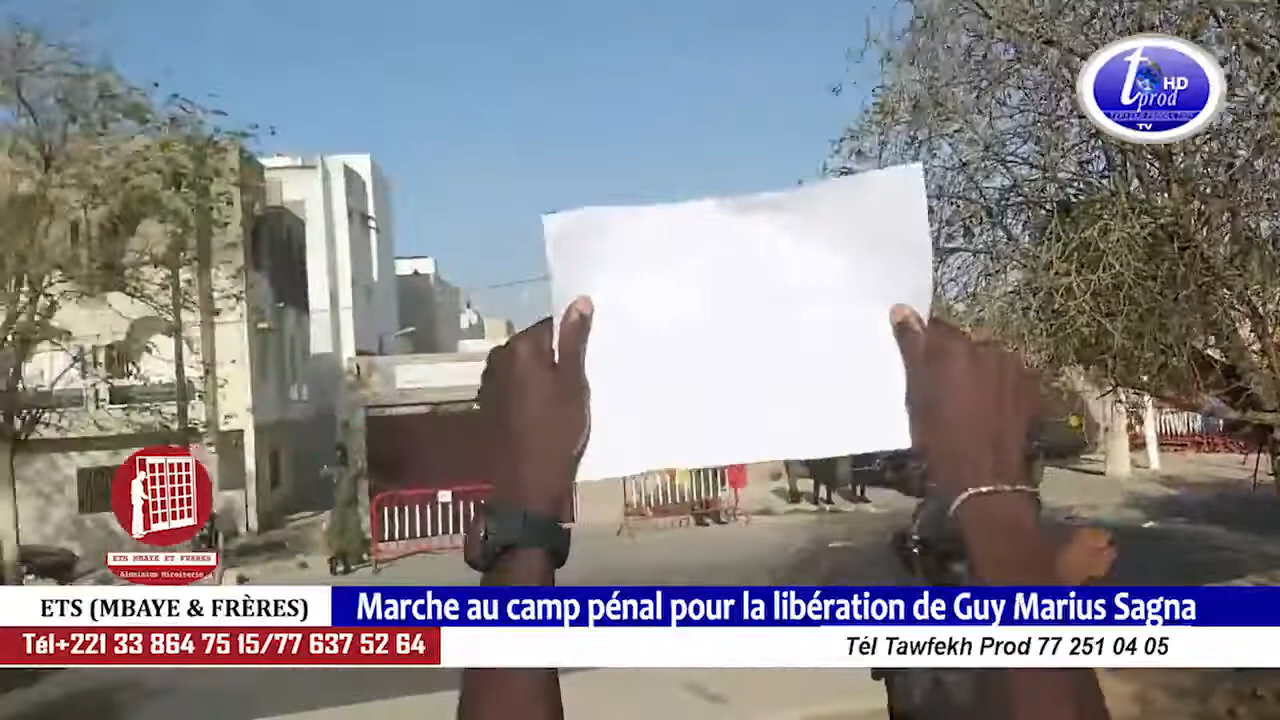 t HD
prod
TV
ETS MBAYE ET FRERES
Aluminium Miroiterie
ETS (MBAYE & FRÈRES)
Marche au camp pénal pour la libération de Guy Marius Sagna
Tél+221 33 864 75 15/77 637 52 64
Tél Tawfekh Prod 77 251 04 05